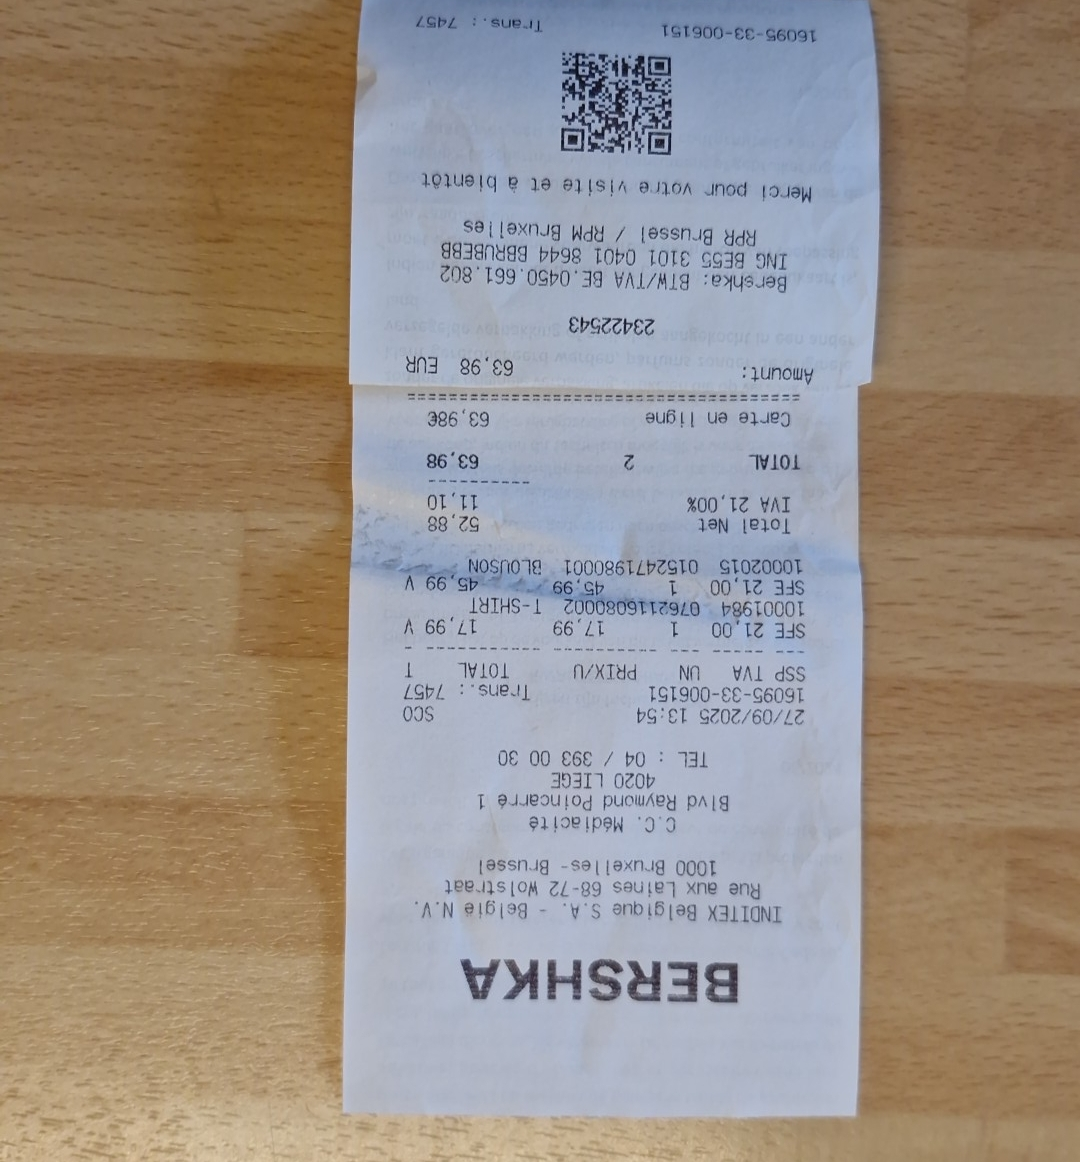 BERSHKA
INDITEX Belgique S.A. - België N.V.
Rue aux Laines 68-72 Wolstraat
1000 Bruxelles- Brussel
C.C. Médiacité
Blvd Raymond Poincarré 1
4020 LIEGE
TEL : 04 / 393 00 30
27/09/2025 13:54 SCO
16095-33-006151 Trans.: 7457
SSP TVA UN PRIX/U TOTAL T
SFE 21,00 1 17,99 17,99 V
10001984 0762116080002 T-SHIRT
SFE 21,00 1 45,99 45,99 V
10002015 0152471980001 BLOUSON
Total Net 52,88
IVA 21,00% 11,10
TOTAL 2 63,98
Carte en ligne 63,98€
Amount: 63,98 EUR
23422543
Bershka: BTW/TVA BE.0450.661.802
ING BE55 3101 0401 8644 BBRUBEBB
RPR Brussel / RPM Bruxelles
Merci pour votre visite et à bientôt
16095-33-006151 Trans.: 7457